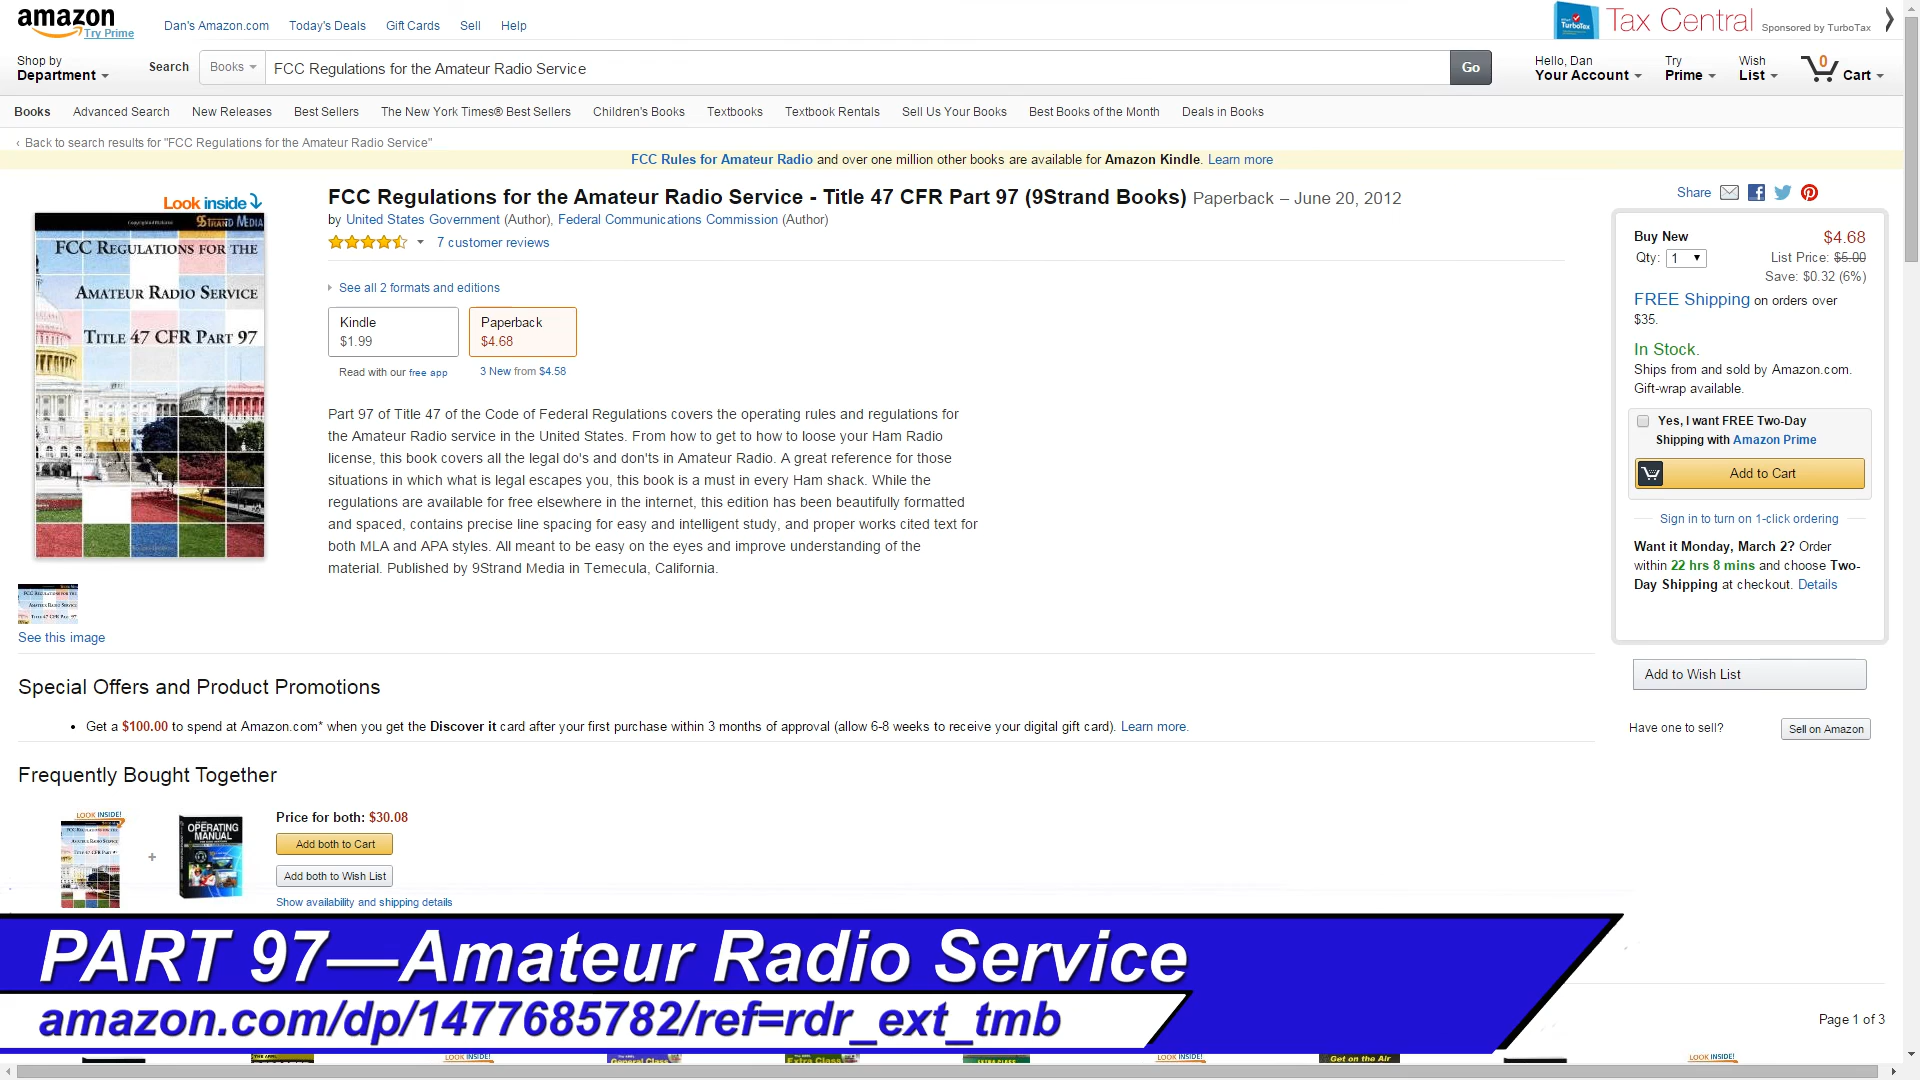 amazon
Try Prime
Dan's Amazon.com Today's Deals Gift Cards Sell Help
TurboTax Tax Central Sponsored by TurboTax
Shop by
Department
Search Books FCC Regulations for the Amateur Radio Service Go
Hello, Dan
Your Account
Try
Prime
Wish
List
0
Cart
Books Advanced Search New Releases Best Sellers The New York Times® Best Sellers Children's Books Textbooks Textbook Rentals Sell Us Your Books Best Books of the Month Deals in Books
‹ Back to search results for "FCC Regulations for the Amateur Radio Service"
FCC Rules for Amateur Radio and over one million other books are available for Amazon Kindle. Learn more
Look inside
9Strand Media
FCC Regulations for the
Amateur Radio Service
Title 47 CFR Part 97
See this image
FCC Regulations for the Amateur Radio Service - Title 47 CFR Part 97 (9Strand Books) Paperback – June 20, 2012
by United States Government (Author), Federal Communications Commission (Author)
7 customer reviews
See all 2 formats and editions
Kindle
$1.99
Read with our free app
Paperback
$4.68
3 New from $4.58
Part 97 of Title 47 of the Code of Federal Regulations covers the operating rules and regulations for
the Amateur Radio service in the United States. From how to get to how to loose your Ham Radio
license, this book covers all the legal do's and don'ts in Amateur Radio. A great reference for those
situations in which what is legal escapes you, this book is a must in every Ham shack. While the
regulations are available for free elsewhere in the internet, this edition has been beautifully formatted
and spaced, contains precise line spacing for easy and intelligent study, and proper works cited text for
both MLA and APA styles. All meant to be easy on the eyes and improve understanding of the
material. Published by 9Strand Media in Temecula, California.
Share
Buy New $4.68
Qty: 1 List Price: $5.00
Save: $0.32 (6%)
FREE Shipping on orders over
$35.
In Stock.
Ships from and sold by Amazon.com.
Gift-wrap available.
Yes, I want FREE Two-Day
Shipping with Amazon Prime
Add to Cart
Sign in to turn on 1-click ordering
Want it Monday, March 2? Order
within 22 hrs 8 mins and choose Two-
Day Shipping at checkout. Details
Add to Wish List
Have one to sell? Sell on Amazon
Special Offers and Product Promotions
• Get a $100.00 to spend at Amazon.com* when you get the Discover it card after your first purchase within 3 months of approval (allow 6-8 weeks to receive your digital gift card). Learn more.
Frequently Bought Together
LOOK INSIDE!
+
OPERATING
MANUAL
Price for both: $30.08
Add both to Cart
Add both to Wish List
Show availability and shipping details
PART 97—Amateur Radio Service
amazon.com/dp/1477685782/ref=rdr_ext_tmb
Page 1 of 3
LOOK INSIDE! General Class Extra Class EXTRA CLASS LOOK INSIDE! Get on the Air LOOK INSIDE!